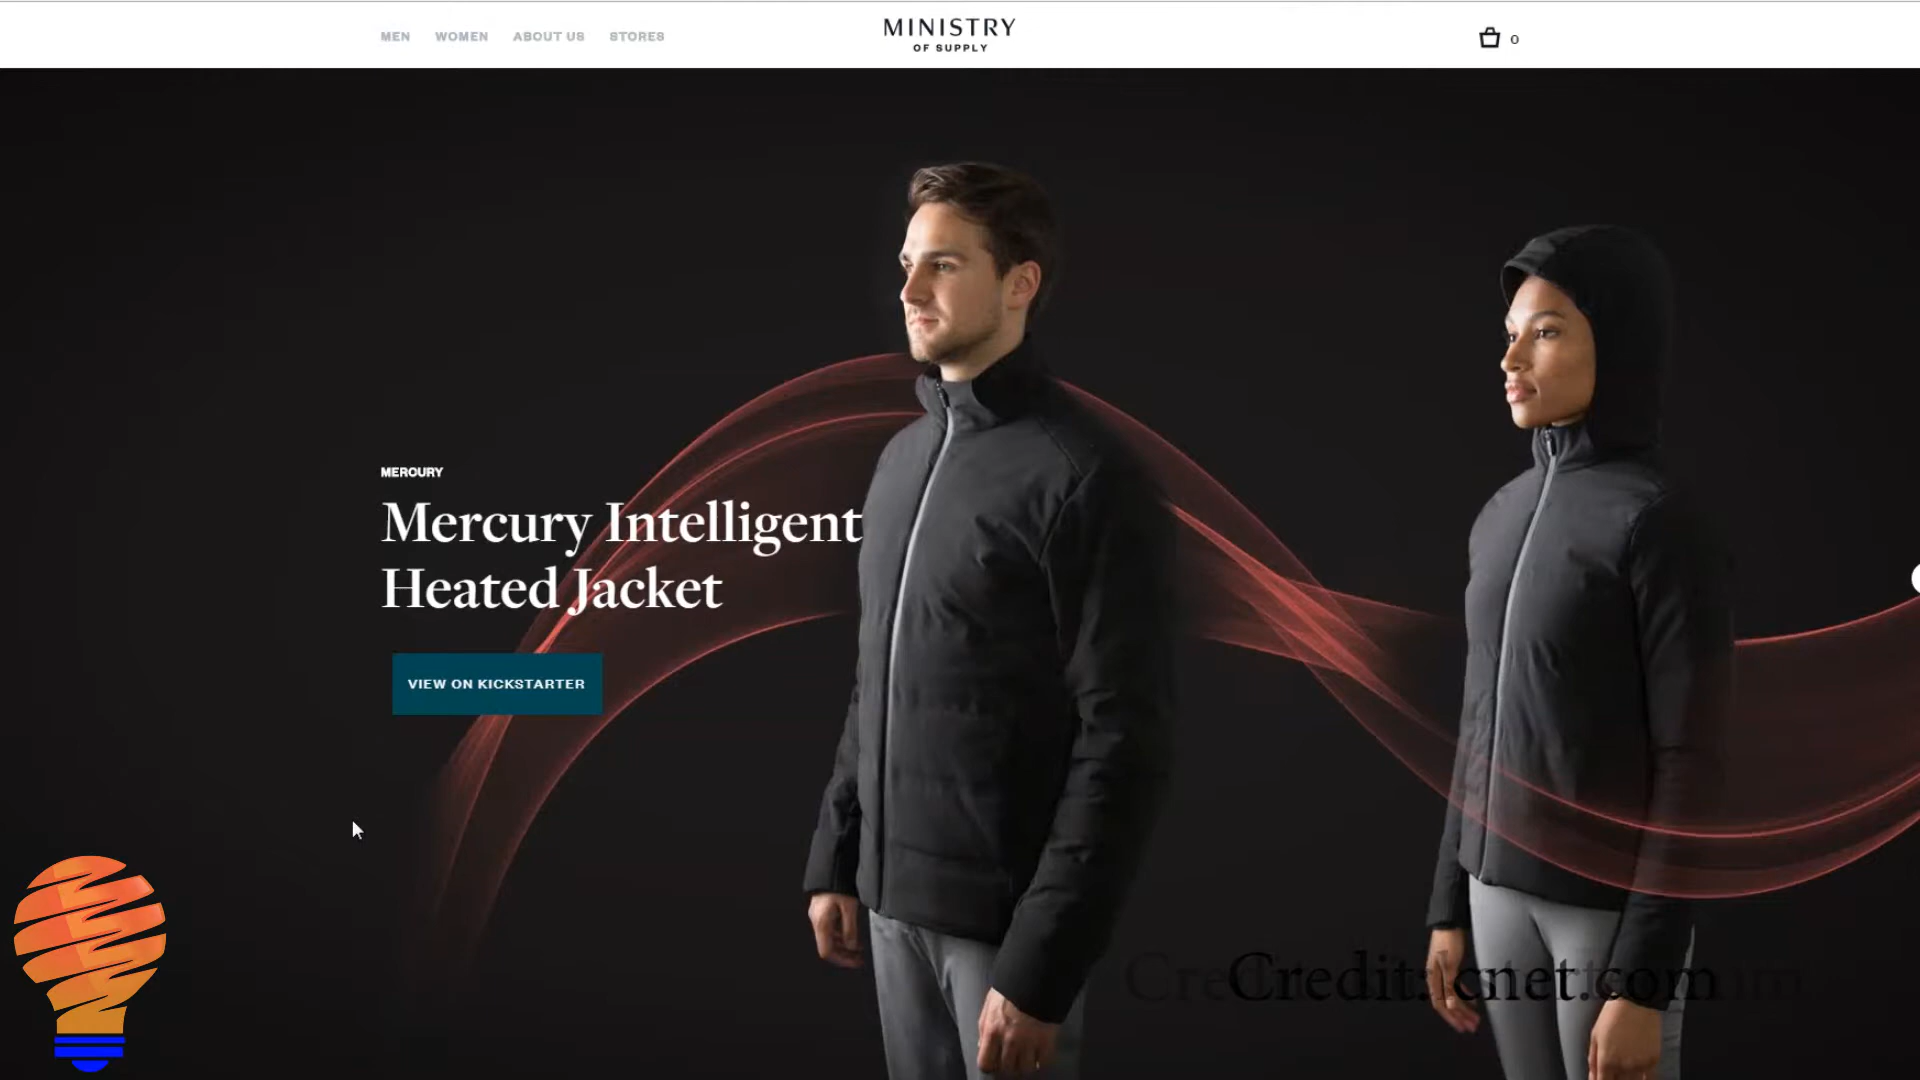 MEN WOMEN ABOUT US STORES
MINISTRY
OF SUPPLY
0
MERCURY
Mercury Intelligent
Heated Jacket
VIEW ON KICKSTARTER
Credit: cnet.com